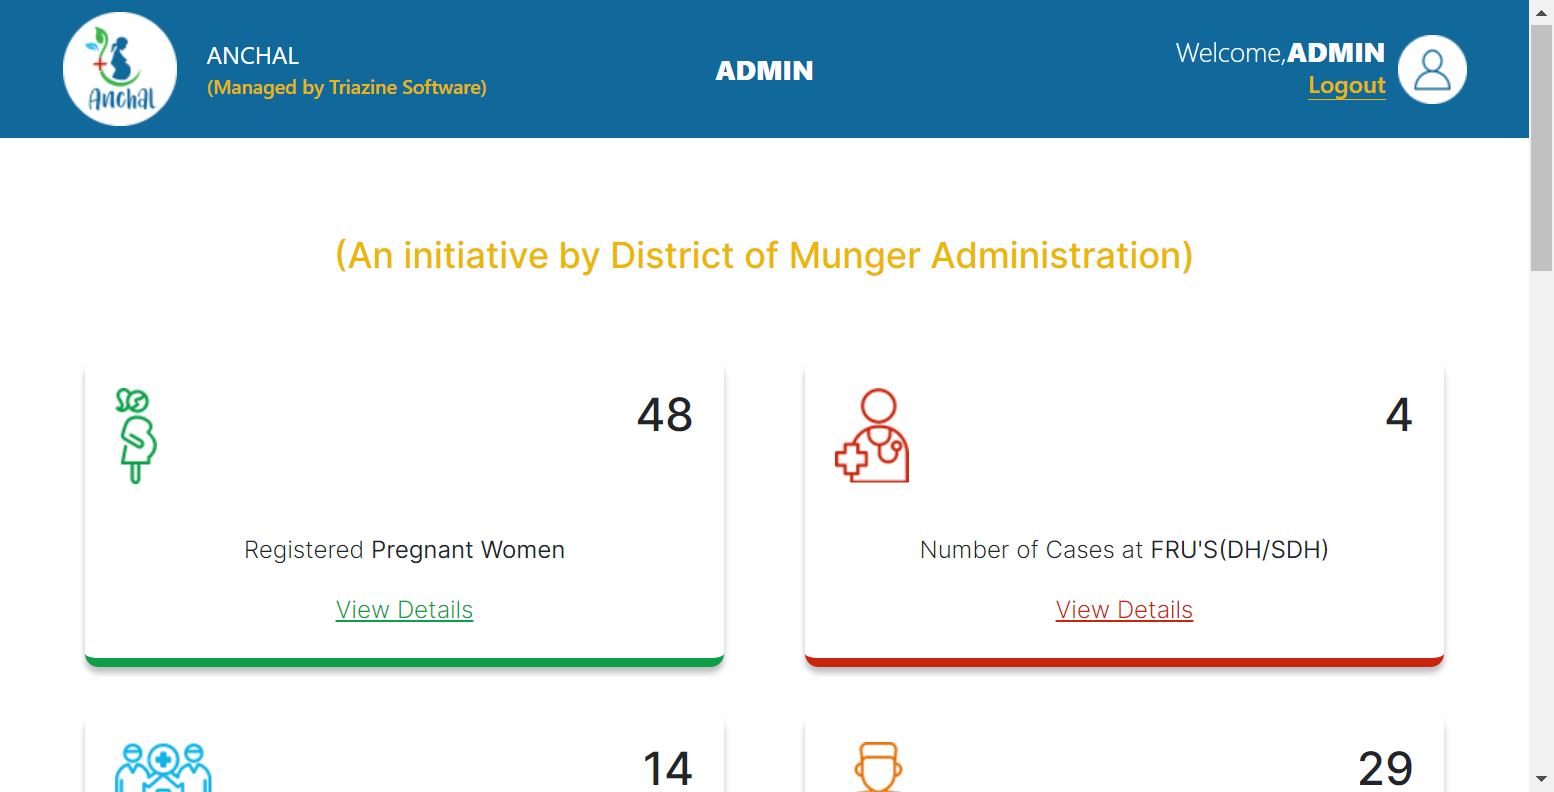 Anchal
ANCHAL
(Managed by Triazine Software)
ADMIN
Welcome,ADMIN
Logout
(An initiative by District of Munger Administration)
48
Registered Pregnant Women
View Details
4
Number of Cases at FRU'S(DH/SDH)
View Details
14
29